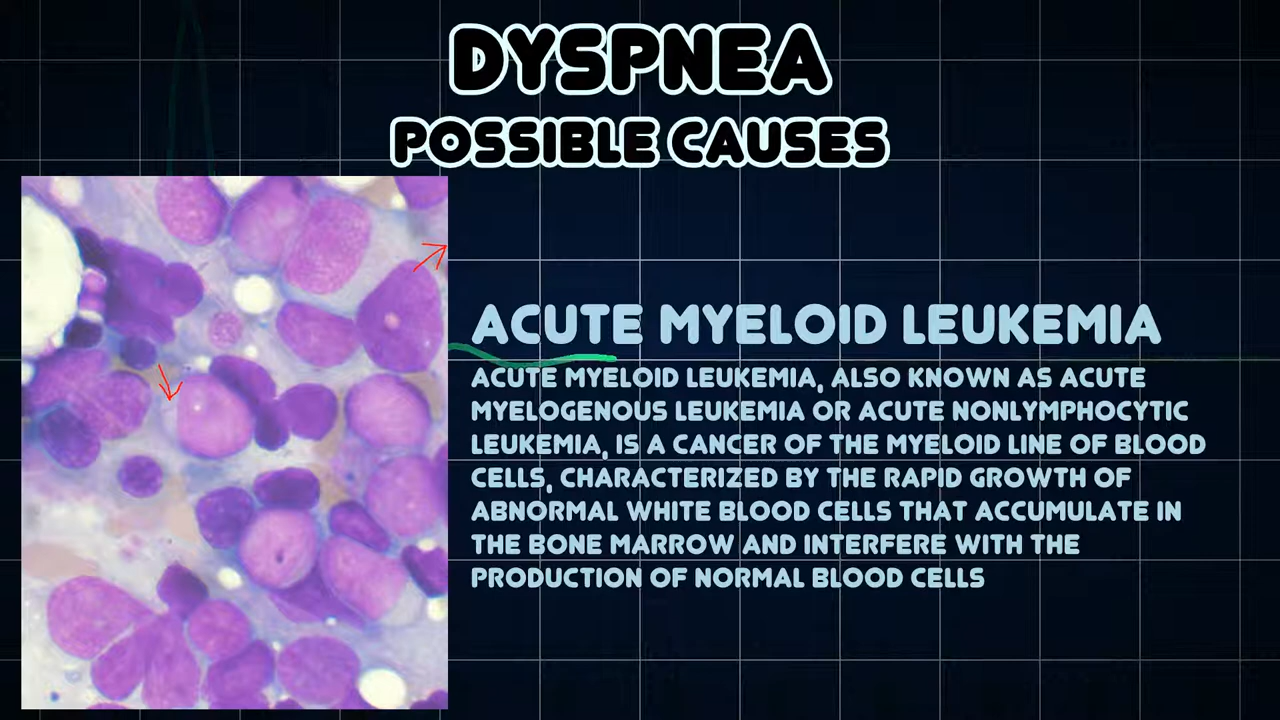 DYSPNEA
POSSIBLE CAUSES
ACUTE MYELOID LEUKEMIA
ACUTE MYELOID LEUKEMIA, ALSO KNOWN AS ACUTE
MYELOGENOUS LEUKEMIA OR ACUTE NONLYMPHOCYTIC
LEUKEMIA, IS A CANCER OF THE MYELOID LINE OF BLOOD
CELLS, CHARACTERIZED BY THE RAPID GROWTH OF
ABNORMAL WHITE BLOOD CELLS THAT ACCUMULATE IN
THE BONE MARROW AND INTERFERE WITH THE
PRODUCTION OF NORMAL BLOOD CELLS